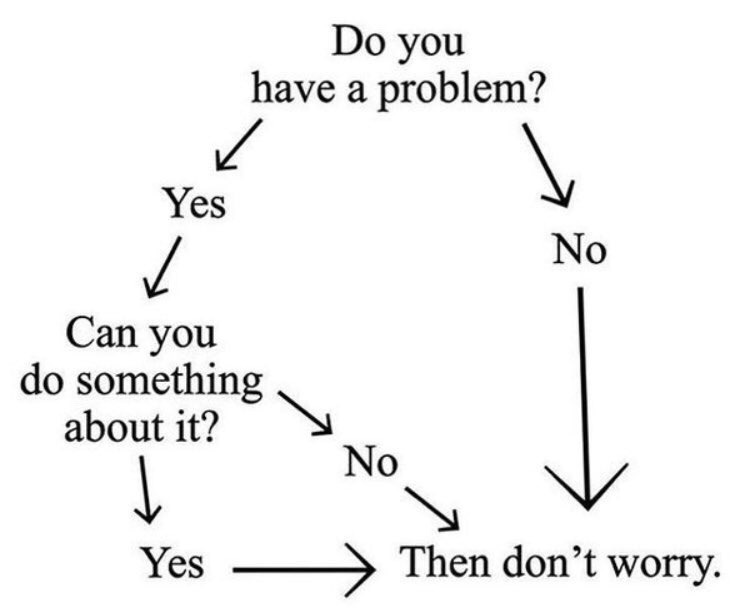 Do you
have a problem?
Yes
No
Can you
do something
about it?
No
Yes
Then don’t worry.